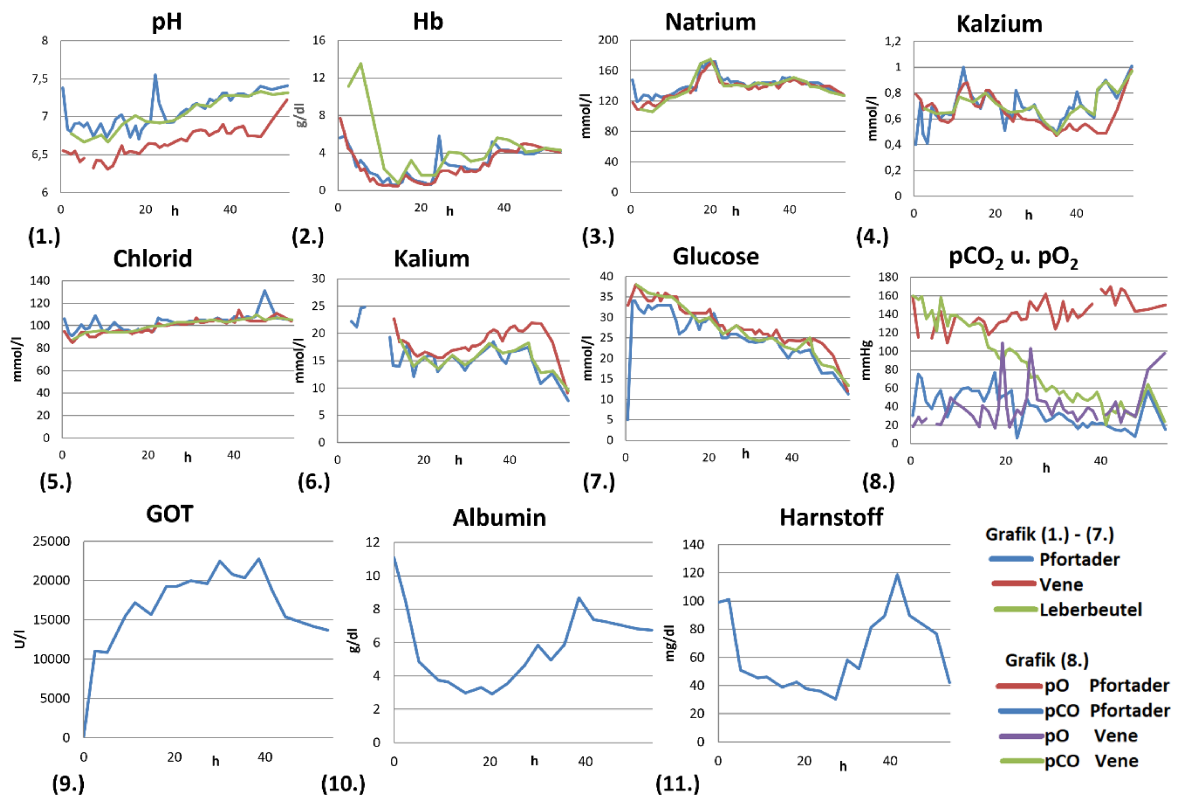 pH
8
7,5
7
6,5
6
0
20
40
h
(1.)
Hb
g/dl
16
12
8
4
0
0
20
40
h
(2.)
Natrium
mmol/l
200
160
120
80
40
0
0
20
40
h
(3.)
Kalzium
mmol/l
1,2
1
0,8
0,6
0,4
0,2
0
0
20
40
h
(4.)
Chlorid
mmol/l
140
120
100
80
60
40
20
0
0
20
40
h
(5.)
Kalium
mmol/l
30
25
20
15
10
5
0
0
20
40
h
(6.)
Glucose
mmol/l
40
35
30
25
20
15
10
5
0
0
20
40
h
(7.)
pCO₂ u. pO₂
mmHg
180
160
140
120
100
80
60
40
20
0
0
20
40
h
(8.)
GOT
U/l
25000
20000
15000
10000
5000
0
0
20
40
h
(9.)
Albumin
g/dl
12
10
8
6
4
2
0
0
20
40
h
(10.)
Harnstoff
mg/dl
140
120
100
80
60
40
20
0
0
20
40
h
(11.)
Grafik (1.) - (7.)
Pfortader
Vene
Leberbeutel
Grafik (8.)
pO Pfortader
pCO Pfortader
pO Vene
pCO Vene